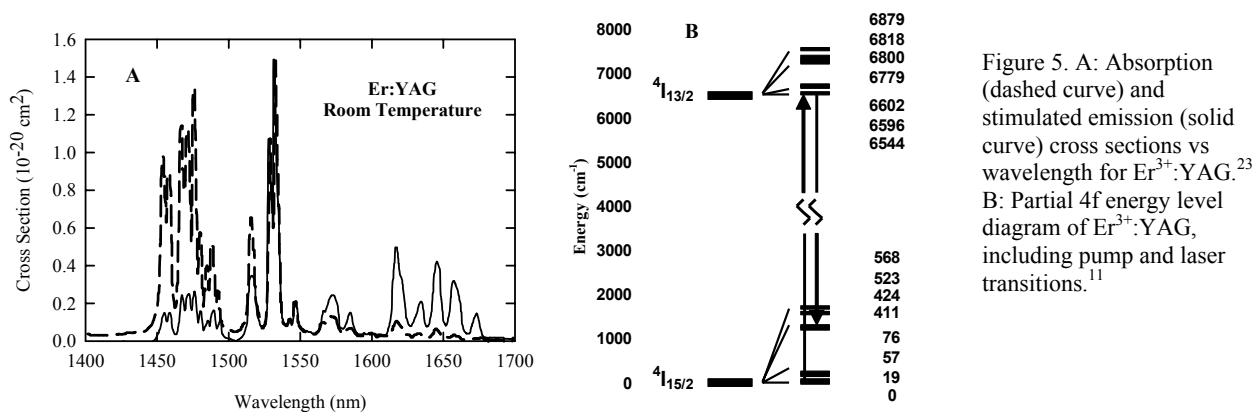 1.6
1.4
1.2
1.0
0.8
0.6
0.4
0.2
0.0
Cross Section (10-20 cm2)
A
Er:YAG
Room Temperature
1400 1450 1500 1550 1600 1650 1700
Wavelength (nm)
B
8000
7000
6000
5000
4000
3000
2000
1000
0
Energy (cm-1)
4I13/2
4I15/2
6879
6818
6800
6779
6602
6596
6544
568
523
424
411
76
57
19
0
Figure 5. A: Absorption
(dashed curve) and
stimulated emission (solid
curve) cross sections vs
wavelength for Er3+:YAG.23
B: Partial 4f energy level
diagram of Er3+:YAG,
including pump and laser
transitions.11